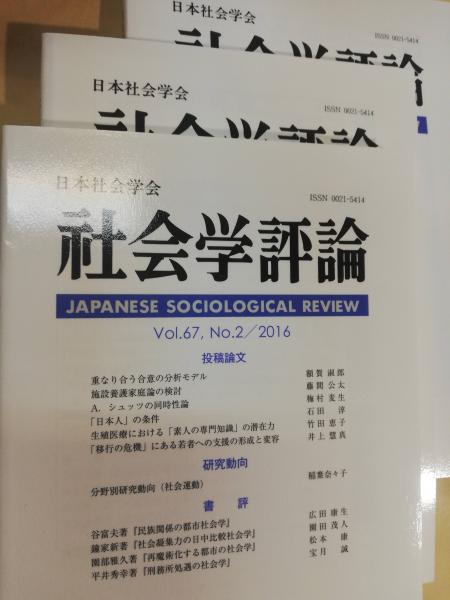 日本社会学会
ISSN 0021-5414
社会学評論
日本社会学会
ISSN 0021-5414
社会学評論
日本社会学会
ISSN 0021-5414
社会学評論
JAPANESE SOCIOLOGICAL REVIEW
Vol.67, No.2/2016
投稿論文
重なり合う合意の分析モデル 額賀淑郎
施設養護家庭論の検討 藤間公太
A. シュッツの同時性論 梅村麦生
「日本人」の条件 石田淳
生殖医療における「素人の専門知識」の潜在力 竹田恵子
「移行の危機」にある若者への支援の形成と変容 井上慧真
研究動向
分野別研究動向(社会運動) 稲葉奈々子
書評
谷富夫著『民族関係の都市社会学』 広田康生
鍾家新著『社会凝集力の日中比較社会学』 園田茂人
園部雅久著『再魔術化する都市の社会学』 松本康
平井秀幸著『刑務所処遇の社会学』 宝月誠